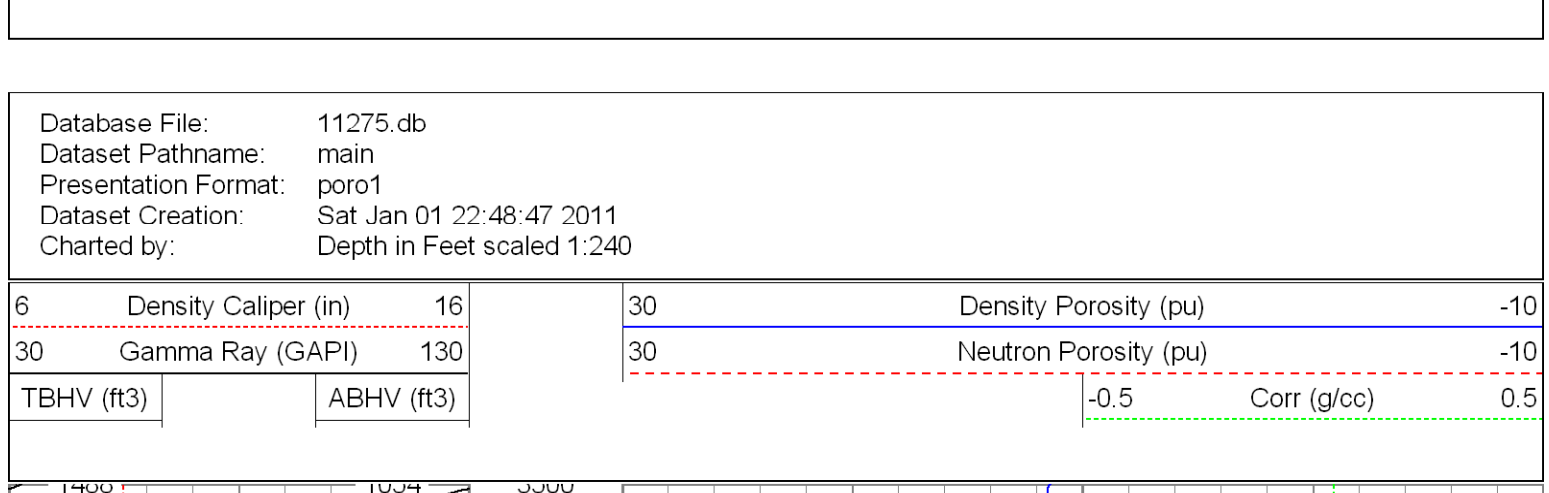 Database File: 11275.db
Dataset Pathname: main
Presentation Format: poro1
Dataset Creation: Sat Jan 01 22:48:47 2011
Charted by: Depth in Feet scaled 1:240
6 Density Caliper (in) 16 30 Density Porosity (pu) -10
30 Gamma Ray (GAPI) 130 30 Neutron Porosity (pu) -10
TBHV (ft3) ABHV (ft3) -0.5 Corr (g/cc) 0.5
1488 1054 3500